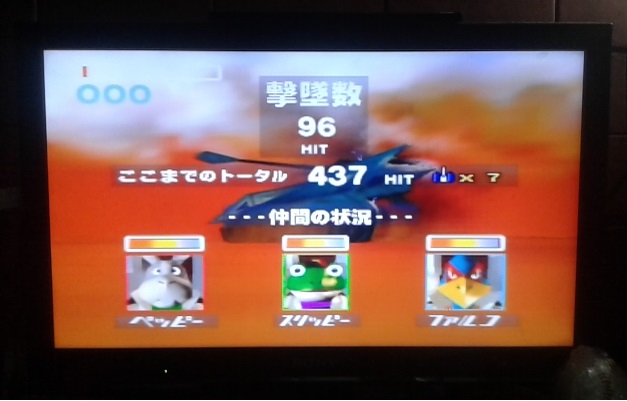 撃墜数
96
HIT
ここまでのトータル 437 HIT × 7
---仲間の状況---
ペッピー スリッピー ファルコ